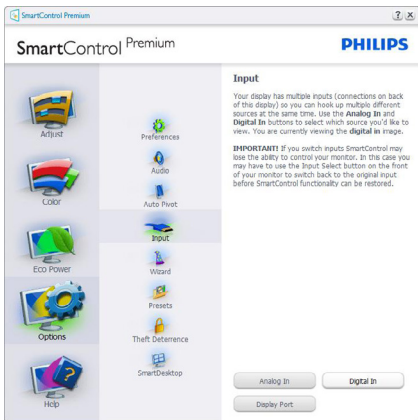 SmartControl Premium
SmartControl Premium
PHILIPS
Adjust
Color
Eco Power
Options
Help
Preferences
Audio
Auto Pivot
Input
Wizard
Presets
Theft Deterrence
SmartDesktop
Input
Your display has multiple inputs (connections on back
of this display) so you can hook up multiple different
sources at the same time. Use the Analog In and
Digital In buttons to select which source you'd like to
view. You are currently viewing the digital in image.
IMPORTANT! If you switch inputs SmartControl may
lose the ability to control your monitor. In this case you
may have to use the Input Select button on the front
of your monitor to switch back to the original input
before SmartControl functionality can be restored.
Analog In
Digital In
Display Port